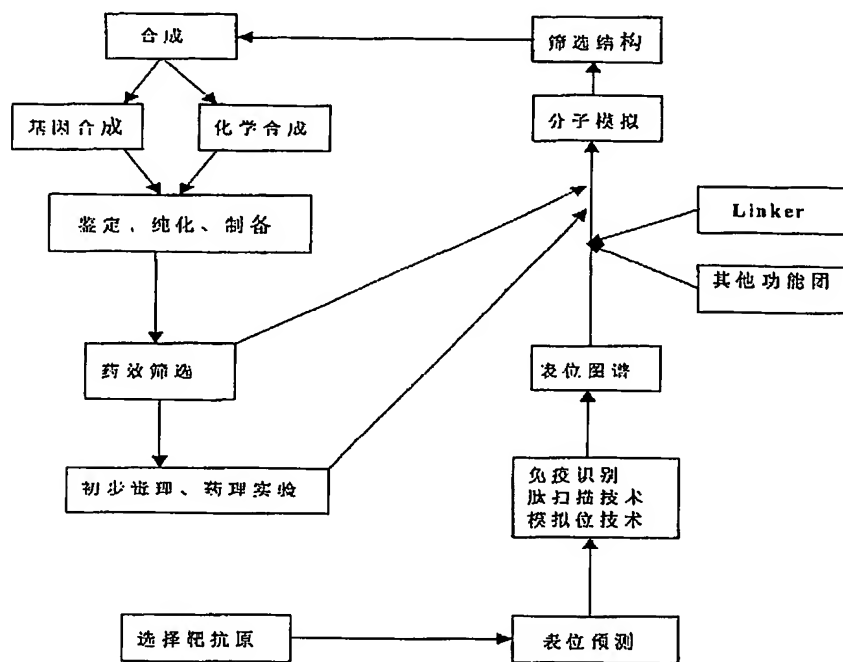 合成
筛选结构
基因合成
化学合成
分子模拟
鉴定、纯化、制备
Linker
其他功能团
药效筛选
表位图谱
初步毒理、药理实验
免疫识别
肽扫描技术
模拟位技术
选择靶抗原
表位预测